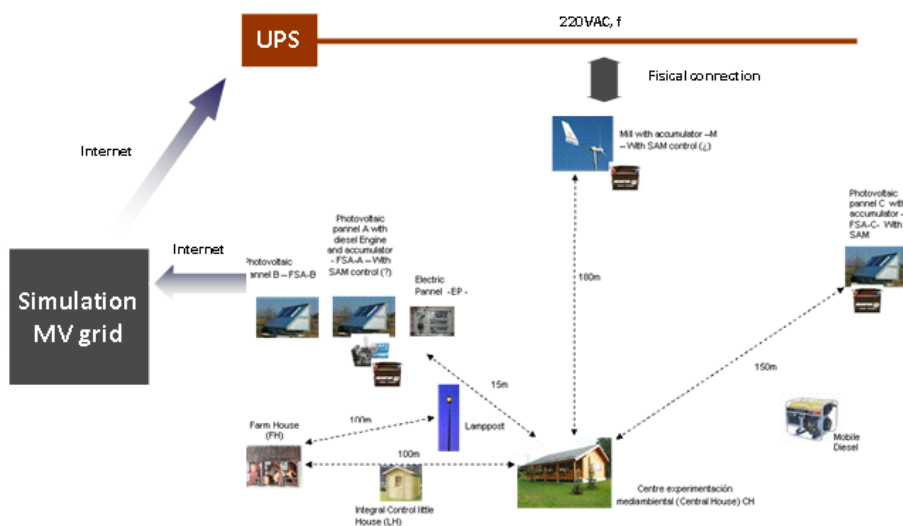 220VAC, f
UPS
Fisical connection
Internet
Mill with accumulator –M
– With SAM control (¿)
Photovoltaic
pannel C with
accumulator –
FSA-C- With
SAM
Photovoltaic
pannel A with
diesel Engine
and accumulator
- FSA-A – With
SAM control (?)
Internet
Photovoltaic
annel B – FSA-B
Electric
Pannel -EP -
Simulation
MV grid
180m
150m
15m
100m
Lamppost
Farm House
(FH)
100m
Mobile
Diesel
Integral Control little
House (LH)
Centre experimentación
mediambiental (Central House) CH